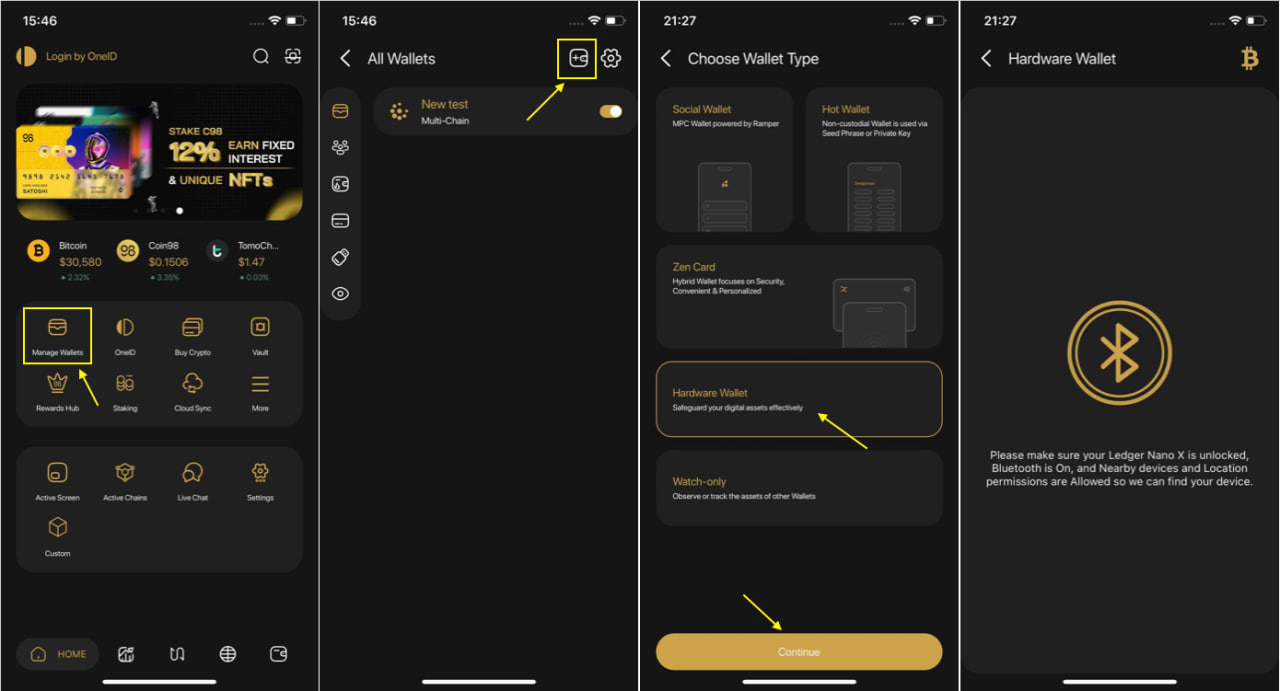 15:46
Login by OneID
98
STAKE C98
12% EARN FIXED
INTEREST
& UNIQUE NFTs
SATOSHI
Bitcoin
$30,580
2.32%
98
Coin98
$0.1506
3.35%
TomoCh...
$1.47
0.03%
Manage Wallets
OneID
Buy Crypto
Vault
98
Rewards Hub
Staking
Cloud Sync
More
Active Screen
Active Chains
Live Chat
Settings
Custom
HOME
15:46
All Wallets
New test
Multi-Chain
21:27
Choose Wallet Type
Social Wallet
MPC Wallet powered by Ramper
Hot Wallet
Non-custodial Wallet is used via
Seed Phrase or Private Key
Zen Card
Hybrid Wallet focuses on Security,
Convenient & Personalized
Hardware Wallet
Safeguard your digital assets effectively
Watch-only
Observe or track the assets of other Wallets
Continue
21:27
Hardware Wallet
Please make sure your Ledger Nano X is unlocked,
Bluetooth is On, and Nearby devices and Location
permissions are Allowed so we can find your device.